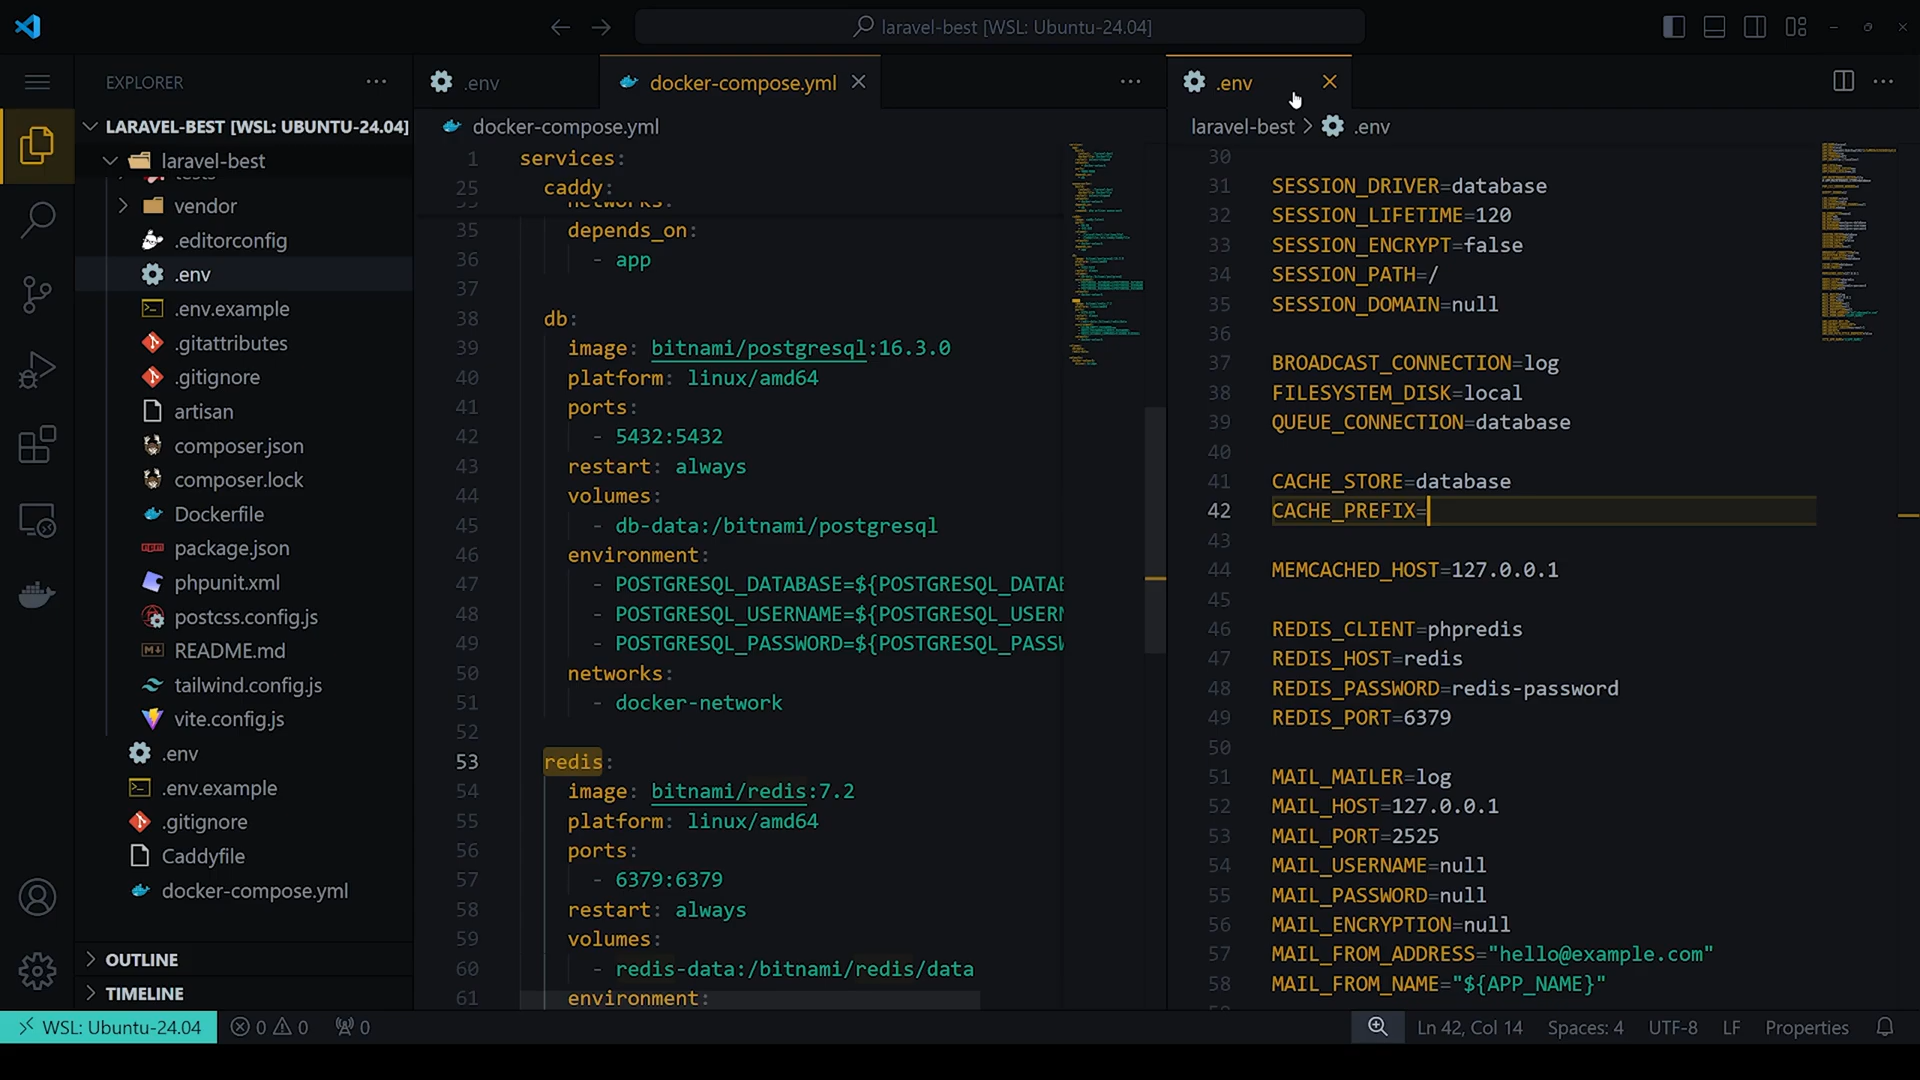 laravel-best [WSL: Ubuntu-24.04]
EXPLORER
LARAVEL-BEST [WSL: UBUNTU-24.04]
laravel-best
tests
vendor
.editorconfig
.env
.env.example
.gitattributes
.gitignore
artisan
composer.json
composer.lock
Dockerfile
package.json
phpunit.xml
postcss.config.js
README.md
tailwind.config.js
vite.config.js
.env
.env.example
.gitignore
Caddyfile
docker-compose.yml
OUTLINE
TIMELINE
.env
docker-compose.yml
docker-compose.yml
1 services:
25 caddy:
networks:
35 depends_on:
36 - app
37
38 db:
39 image: bitnami/postgresql:16.3.0
40 platform: linux/amd64
41 ports:
42 - 5432:5432
43 restart: always
44 volumes:
45 - db-data:/bitnami/postgresql
46 environment:
47 - POSTGRESQL_DATABASE=${POSTGRESQL_DATAB
48 - POSTGRESQL_USERNAME=${POSTGRESQL_USERN
49 - POSTGRESQL_PASSWORD=${POSTGRESQL_PASSW
50 networks:
51 - docker-network
52
53 redis:
54 image: bitnami/redis:7.2
55 platform: linux/amd64
56 ports:
57 - 6379:6379
58 restart: always
59 volumes:
60 - redis-data:/bitnami/redis/data
61 environment:
.env
laravel-best > .env
30
31 SESSION_DRIVER=database
32 SESSION_LIFETIME=120
33 SESSION_ENCRYPT=false
34 SESSION_PATH=/
35 SESSION_DOMAIN=null
36
37 BROADCAST_CONNECTION=log
38 FILESYSTEM_DISK=local
39 QUEUE_CONNECTION=database
40
41 CACHE_STORE=database
42 CACHE_PREFIX=
43
44 MEMCACHED_HOST=127.0.0.1
45
46 REDIS_CLIENT=phpredis
47 REDIS_HOST=redis
48 REDIS_PASSWORD=redis-password
49 REDIS_PORT=6379
50
51 MAIL_MAILER=log
52 MAIL_HOST=127.0.0.1
53 MAIL_PORT=2525
54 MAIL_USERNAME=null
55 MAIL_PASSWORD=null
56 MAIL_ENCRYPTION=null
57 MAIL_FROM_ADDRESS="hello@example.com"
58 MAIL_FROM_NAME="${APP_NAME}"
WSL: Ubuntu-24.04 0 0 0 Ln 42, Col 14 Spaces: 4 UTF-8 LF Properties